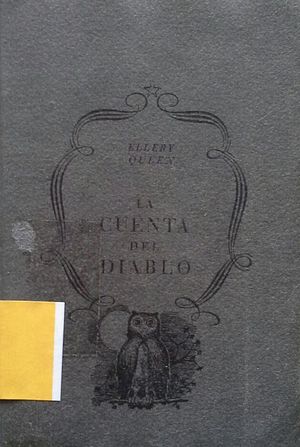 ELLERY
QUEEN
LA
CUENTA
DEL
DIABLO